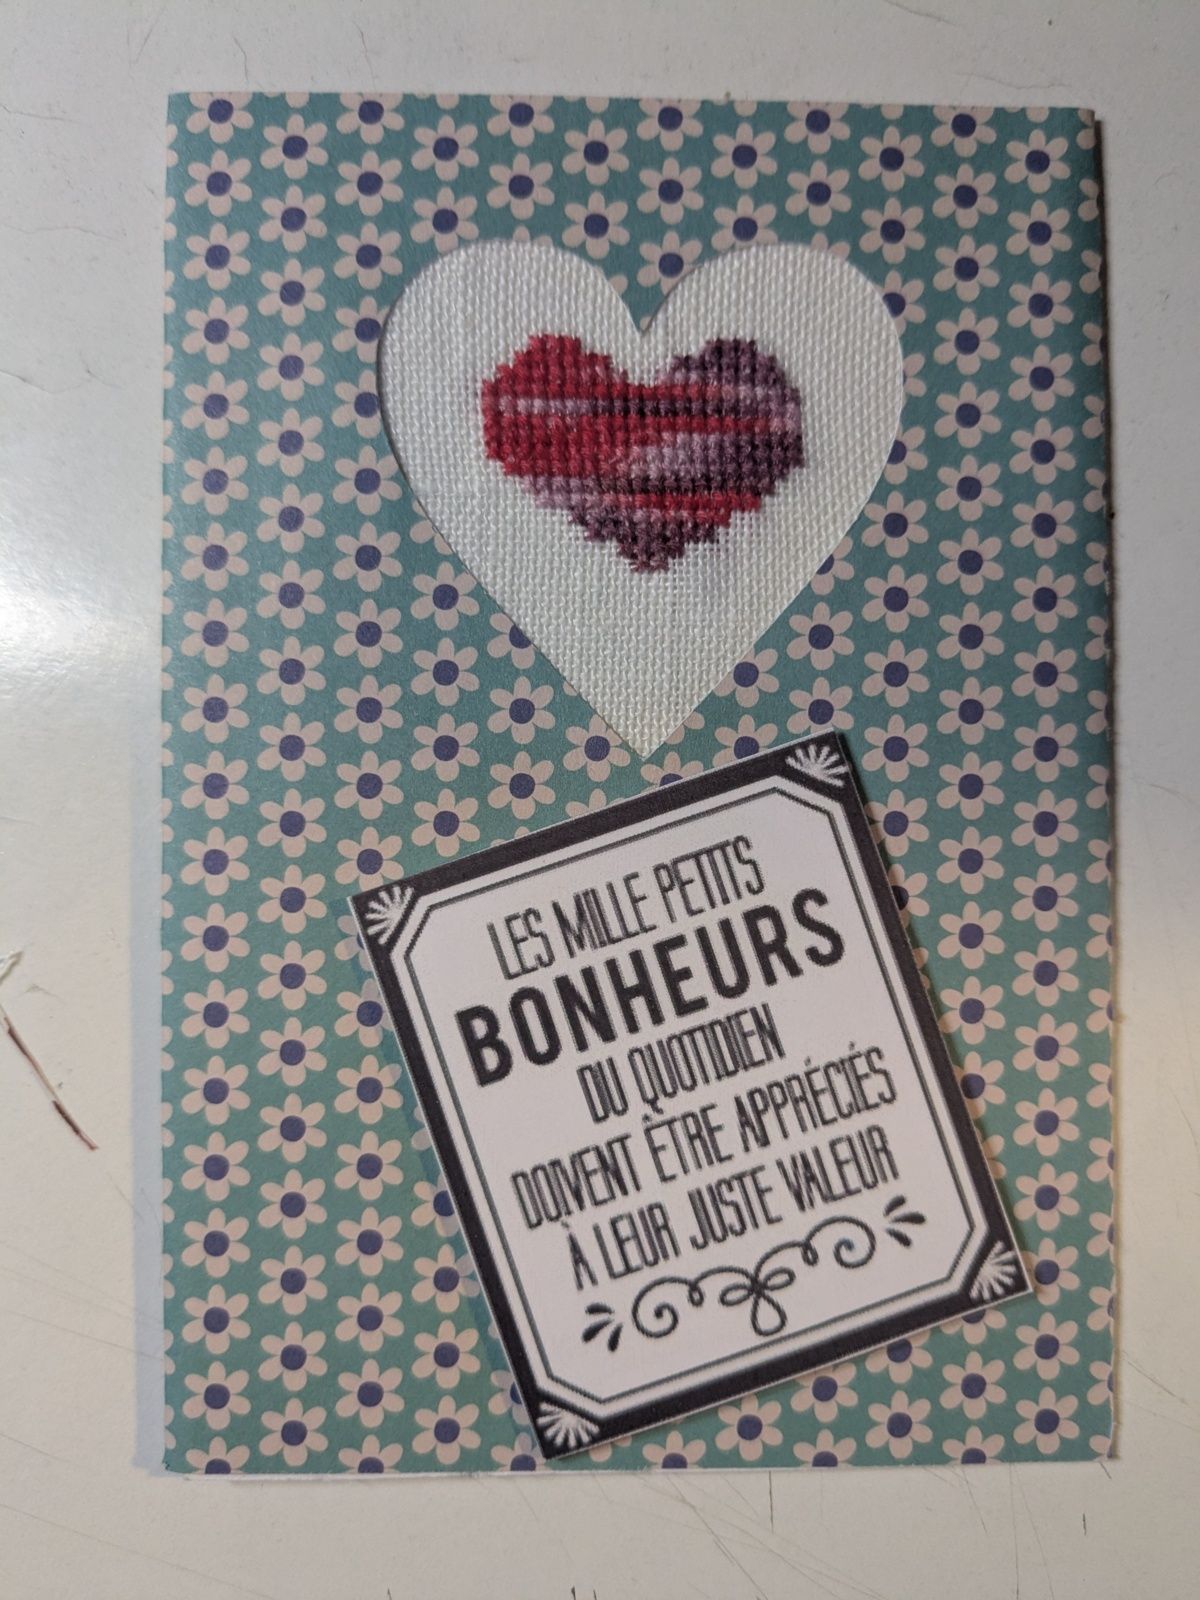 LES MILLE PETITS
BONHEURS
DU QUOTIDIEN
DOIVENT ÊTRE APPRÉCIÉS
À LEUR JUSTE VALEUR